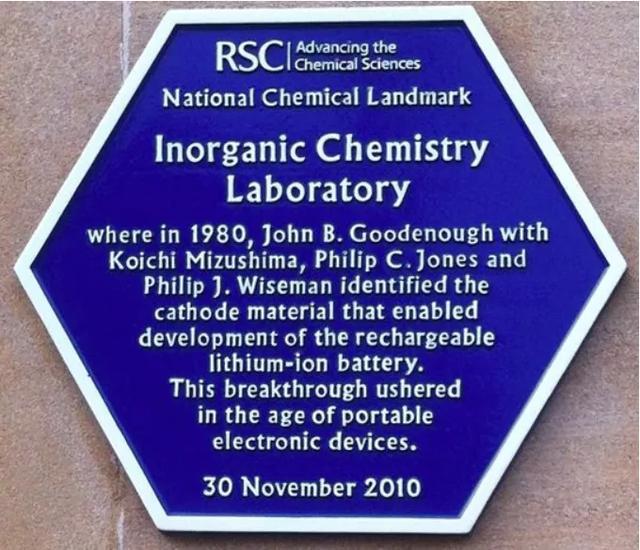 RSC | Advancing the
Chemical Sciences
National Chemical Landmark
Inorganic Chemistry
Laboratory
where in 1980, John B. Goodenough with
Koichi Mizushima, Philip C. Jones and
Philip J. Wiseman identified the
cathode material that enabled
development of the rechargeable
lithium-ion battery.
This breakthrough ushered
in the age of portable
electronic devices.
30 November 2010